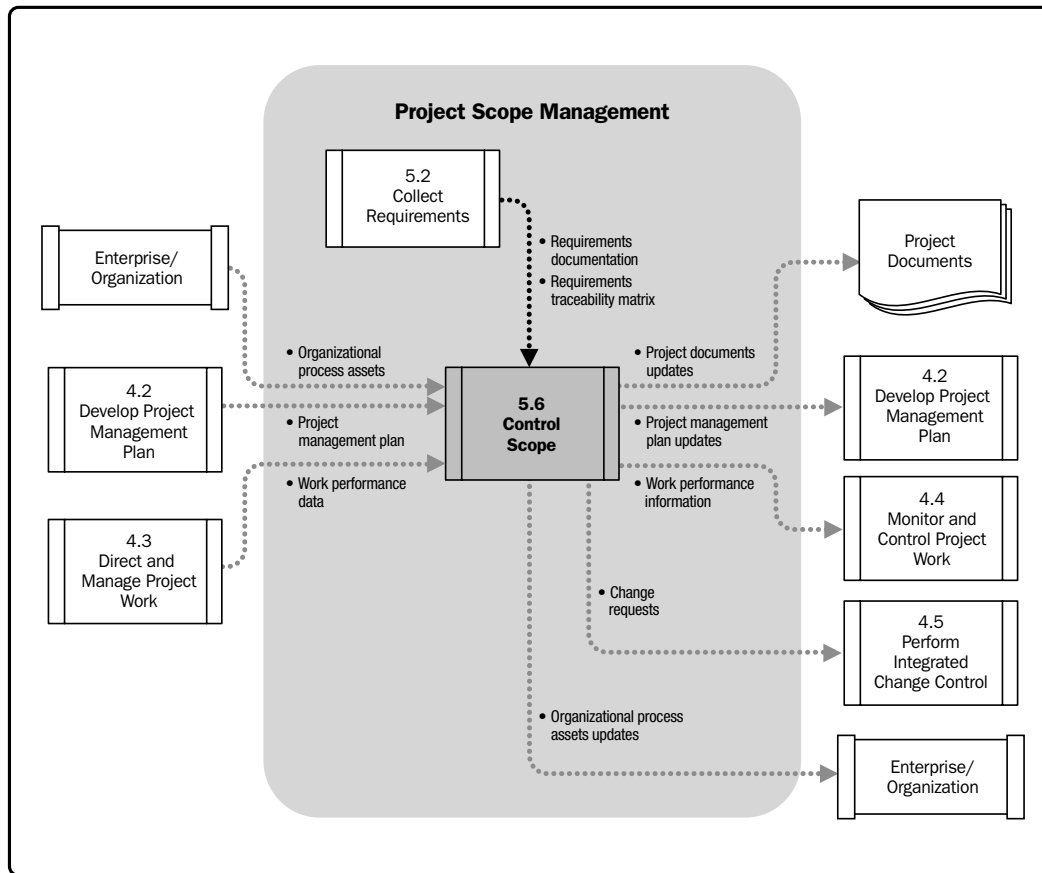 Project Scope Management
5.2
Collect
Requirements
Enterprise/
Organization
Project
Documents
• Requirements
documentation
• Requirements
traceability matrix
• Organizational
process assets
• Project documents
updates
4.2
Develop Project
Management
Plan
5.6
Control
Scope
4.2
Develop Project
Management
Plan
• Project
management plan
• Project management
plan updates
• Work performance
data
• Work performance
information
4.3
Direct and
Manage Project
Work
4.4
Monitor and
Control Project
Work
• Change
requests
4.5
Perform
Integrated
Change Control
• Organizational process
assets updates
Enterprise/
Organization